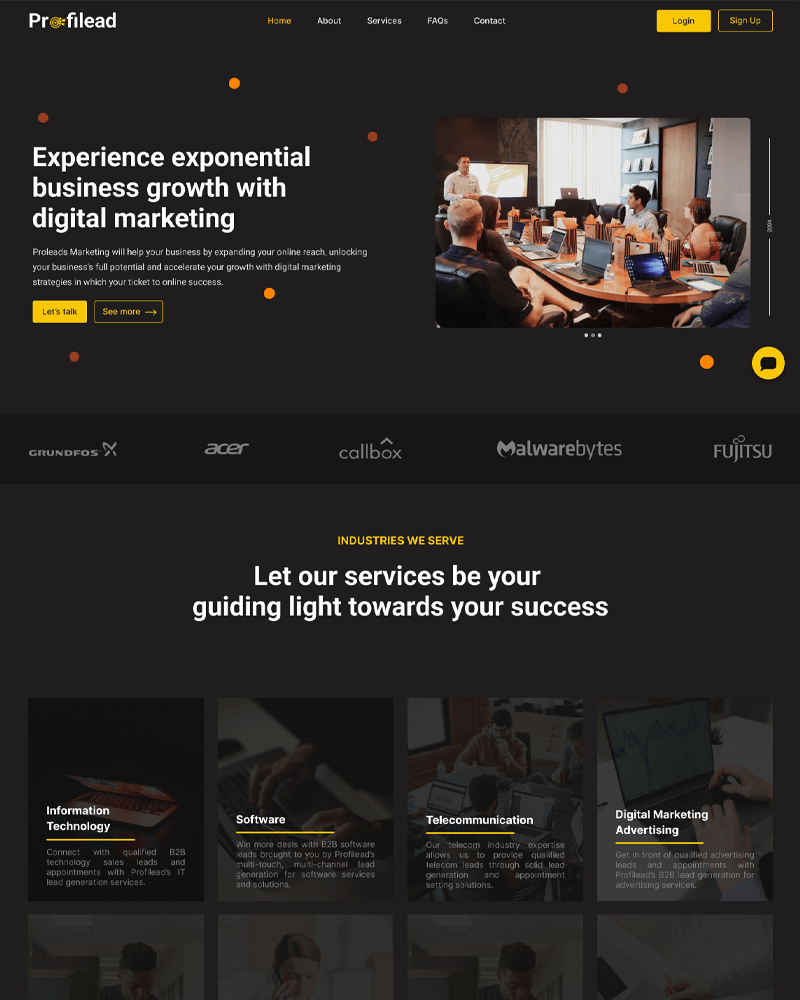 Profilead
Home
About
Services
FAQs
Contact
Login
Sign Up
Experience exponential
business growth with
digital marketing
Proleads Marketing will help your business by expanding your online reach, unlocking
your business's full potential and accelerate your growth with digital marketing
strategies in which your ticket to online success.
Let's talk
See more
GRUNDFOS
acer
callbox
Malwarebytes
FUJITSU
INDUSTRIES WE SERVE
Let our services be your
guiding light towards your success
Information
Technology
Connect with qualified B2B
technology sales leads and
appointments with Profilead's IT
lead generation services.
Software
Win more deals with B2B software
leads brought to you by Profilead's
multi-touch, multi-channel lead
generation for software services
and solutions.
Telecommunication
Our telecom industry expertise
allows us to provide qualified
telecom leads through solid lead
generation and appointment
setting solutions.
Digital Marketing
Advertising
Get in front of qualified advertising
leads and appointments with
Profilead's B2B lead generation for
advertising services.